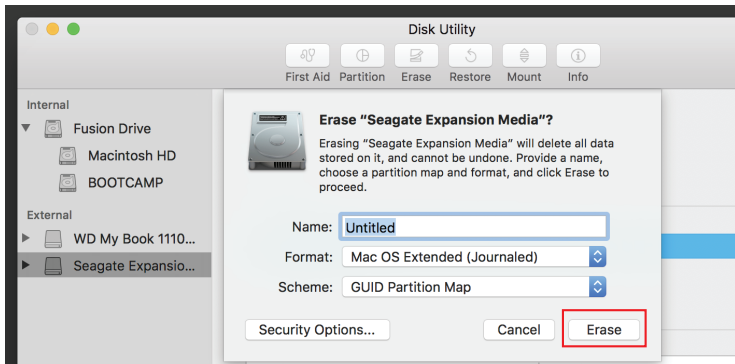 Disk Utility
First Aid Partition Erase Restore Mount Info
Internal
Fusion Drive
Macintosh HD
BOOTCAMP
External
WD My Book 1110...
Seagate Expansio...
Erase “Seagate Expansion Media”?
Erasing “Seagate Expansion Media” will delete all data
stored on it, and cannot be undone. Provide a name,
choose a partition map and format, and click Erase to
proceed.
Name: Untitled
Format: Mac OS Extended (Journaled)
Scheme: GUID Partition Map
Security Options... Cancel Erase